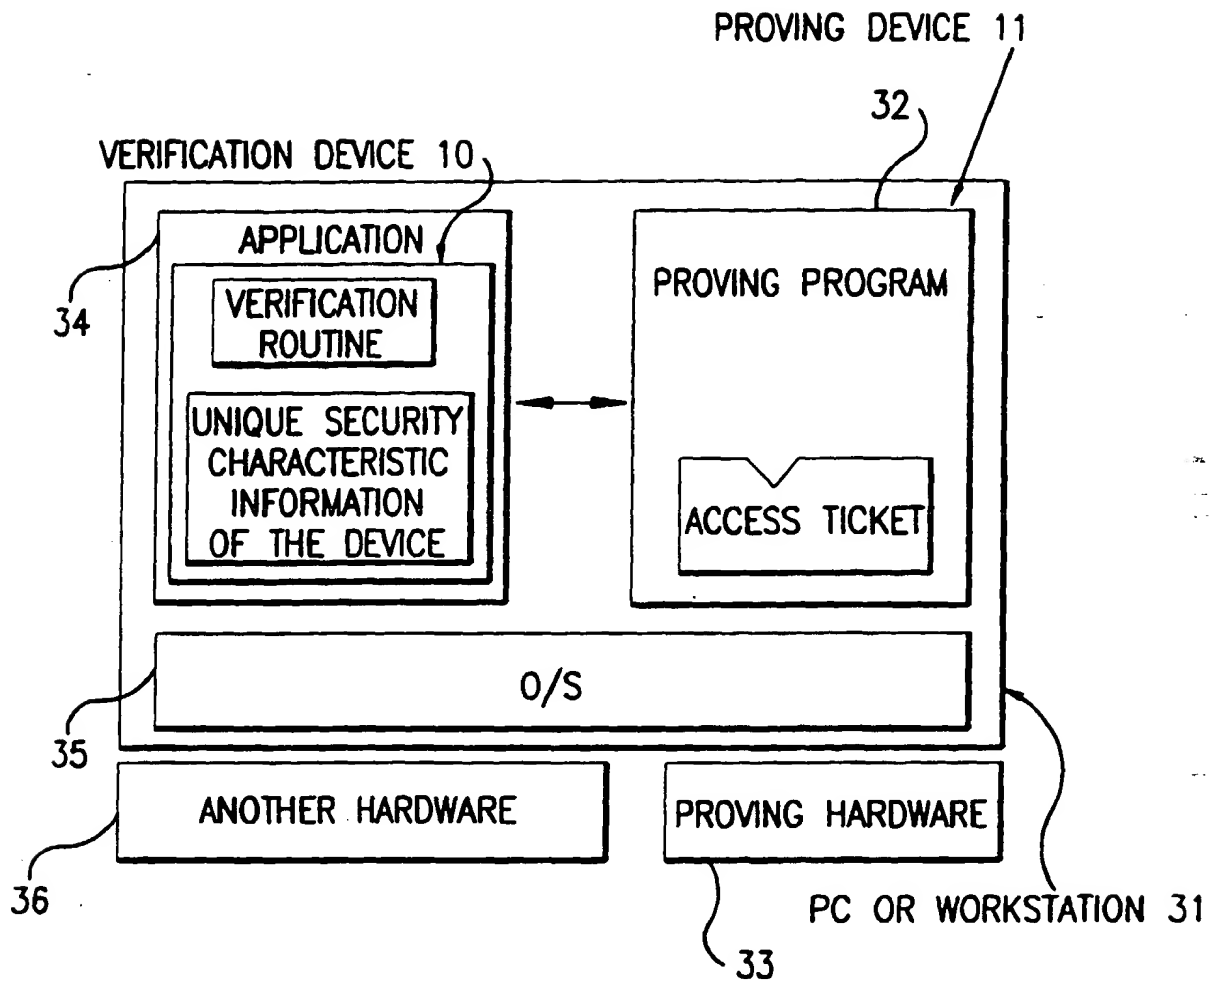 PROVING DEVICE 11
32
VERIFICATION DEVICE 10
APPLICATION
VERIFICATION
ROUTINE
34
UNIQUE SECURITY
CHARACTERISTIC
INFORMATION
OF THE DEVICE
PROVING PROGRAM
ACCESS TICKET
O/S
35
ANOTHER HARDWARE
PROVING HARDWARE
36
PC OR WORKSTATION 31
33